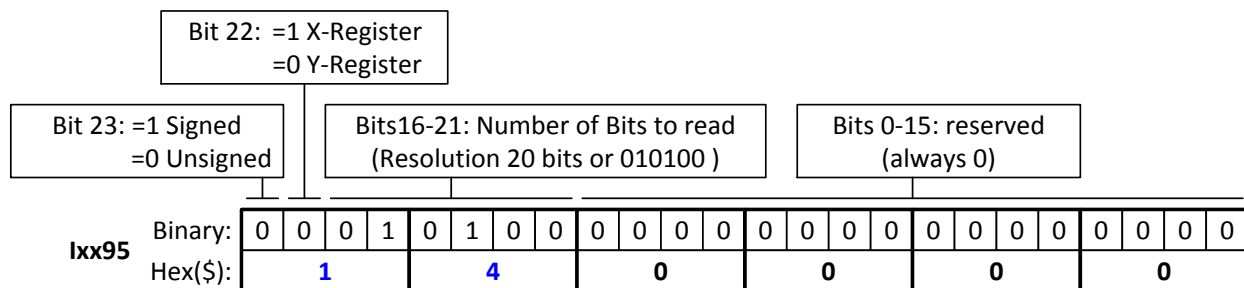 Bit 22: =1 X-Register
=0 Y-Register
Bit 23: =1 Signed
=0 Unsigned
Bits16-21: Number of Bits to read
(Resolution 20 bits or 010100 )
Bits 0-15: reserved
(always 0)
Ixx95
Binary: 0 0 0 1 0 1 0 0 0 0 0 0 0 0 0 0 0 0 0 0 0 0 0 0
Hex($): 1 4 0 0 0 0